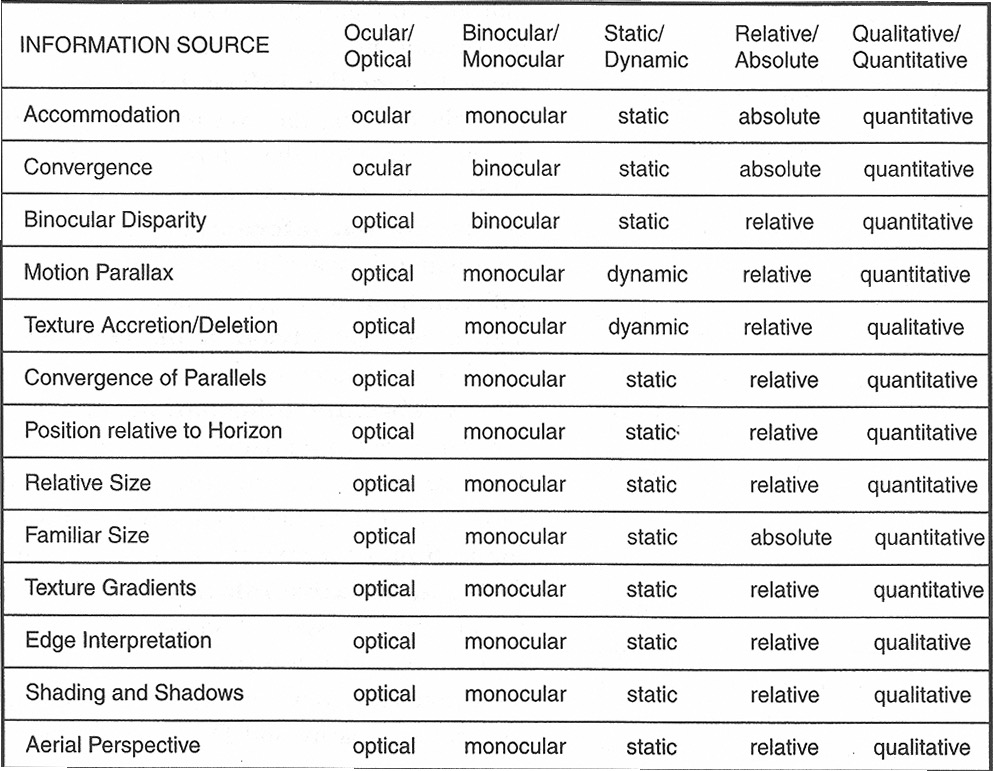 INFORMATION SOURCE Ocular/ Optical Binocular/ Monocular Static/ Dynamic Relative/ Absolute Qualitative/ Quantitative
Accommodation ocular monocular static absolute quantitative
Convergence ocular binocular static absolute quantitative
Binocular Disparity optical binocular static relative quantitative
Motion Parallax optical monocular dynamic relative quantitative
Texture Accretion/Deletion optical monocular dyanmic relative qualitative
Convergence of Parallels optical monocular static relative quantitative
Position relative to Horizon optical monocular static relative quantitative
Relative Size optical monocular static relative quantitative
Familiar Size optical monocular static absolute quantitative
Texture Gradients optical monocular static relative quantitative
Edge Interpretation optical monocular static relative qualitative
Shading and Shadows optical monocular static relative qualitative
Aerial Perspective optical monocular static relative qualitative